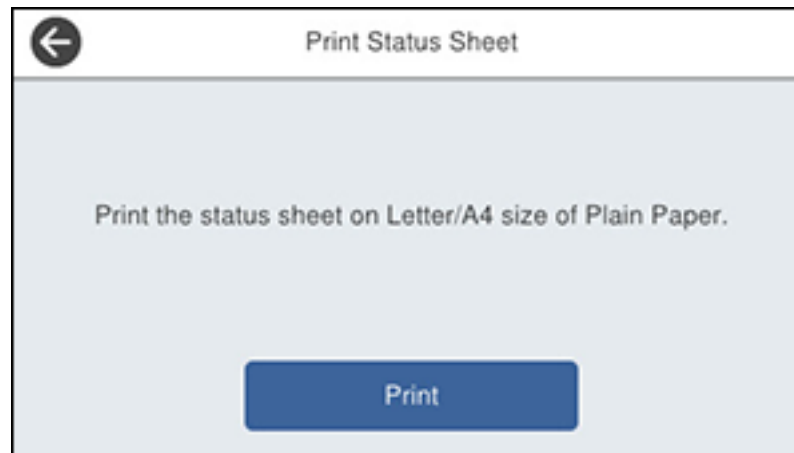 Print Status Sheet
Print the status sheet on Letter/A4 size of Plain Paper.
Print